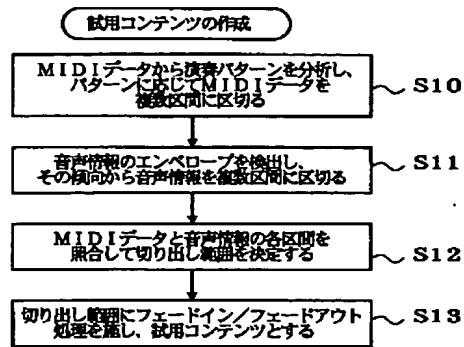 試用コンテンツの作成
MIDIデータから演奏パターンを分析し、
パターンに応じてMIDIデータを
複数区間に区切る
S10
音声情報のエンベロープを検出し、
その傾向から音声情報を複数区間に区切る
S11
MIDIデータと音声情報の各区間を
照合して切り出し範囲を決定する
S12
切り出し範囲にフェードイン/フェードアウト
処理を施し、試用コンテンツとする
S13